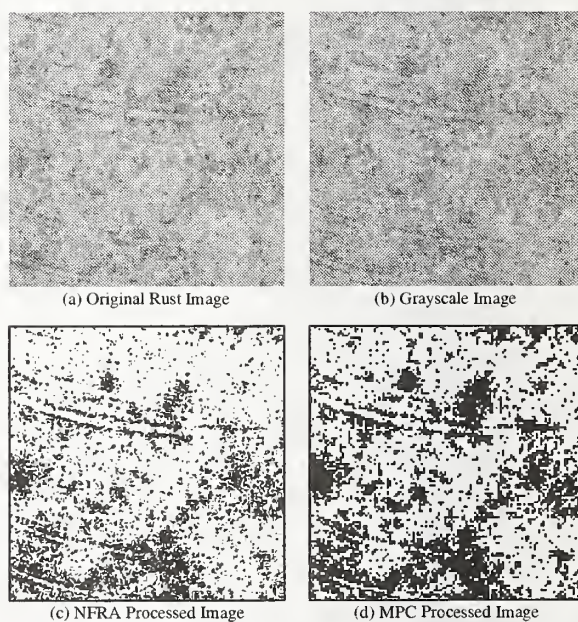 (a) Original Rust Image
(b) Grayscale Image
(c) NFRA Processed Image
(d) MPC Processed Image